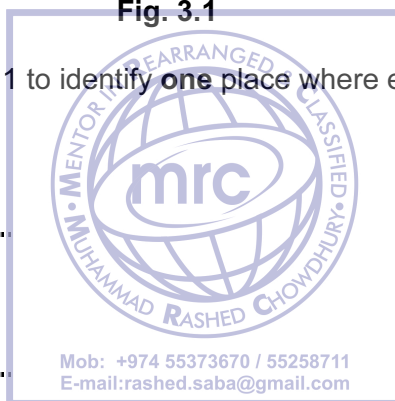 Fig. 3.1
1 to identify one place where e
MENTOR IN REARRANGED & CLASSIFIED
mrc
MUHAMMAD RASHED CHOWDHURY
Mob: +974 55373670 / 55258711
E-mail:rashed.saba@gmail.com